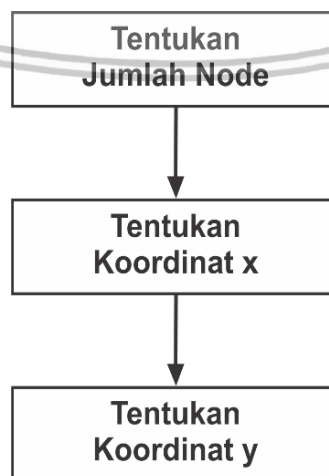 Tentukan
Jumlah Node
Tentukan
Koordinat x
Tentukan
Koordinat y